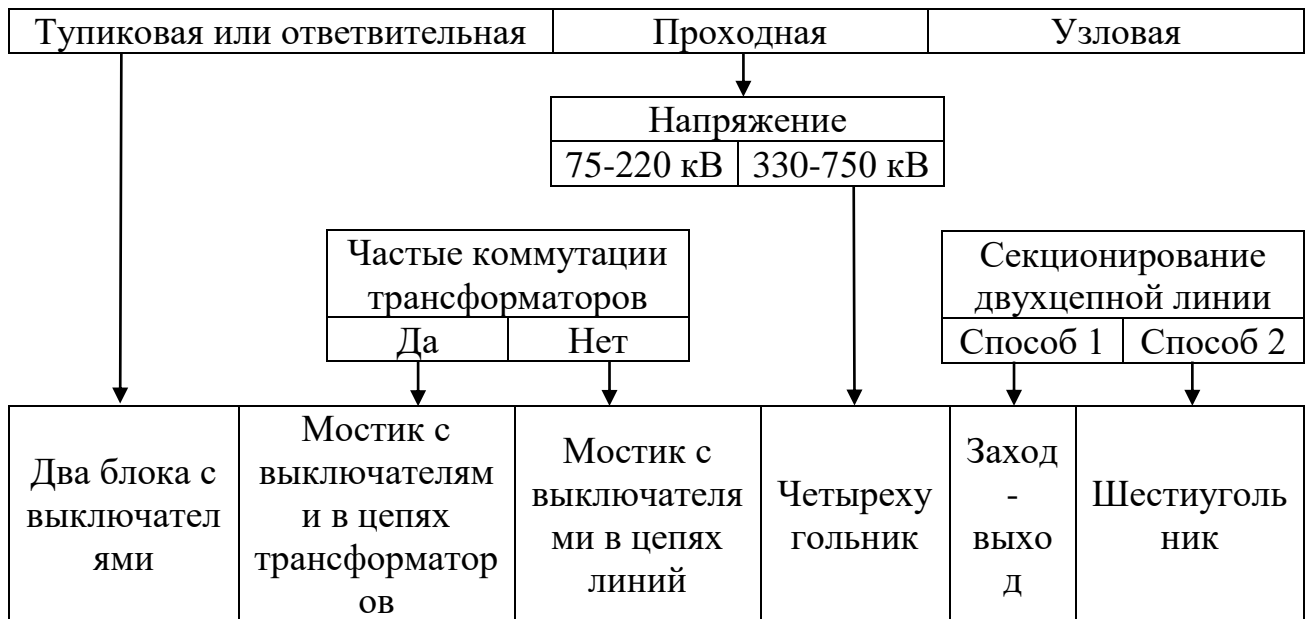 Тупиковая или ответвительная Проходная Узловая
Напряжение
75-220 кВ 330-750 кВ
Частые коммутации
трансформаторов
Да Нет
Секционирование
двухцепной линии
Способ 1 Способ 2
Два блока с
выключател
ями
Мостик с
выключателям
и в цепях
трансформатор
ов
Мостик с
выключателя
ми в цепях
линий
Четыреху
гольник
Заход
-
выхо
д
Шестиуголь
ник